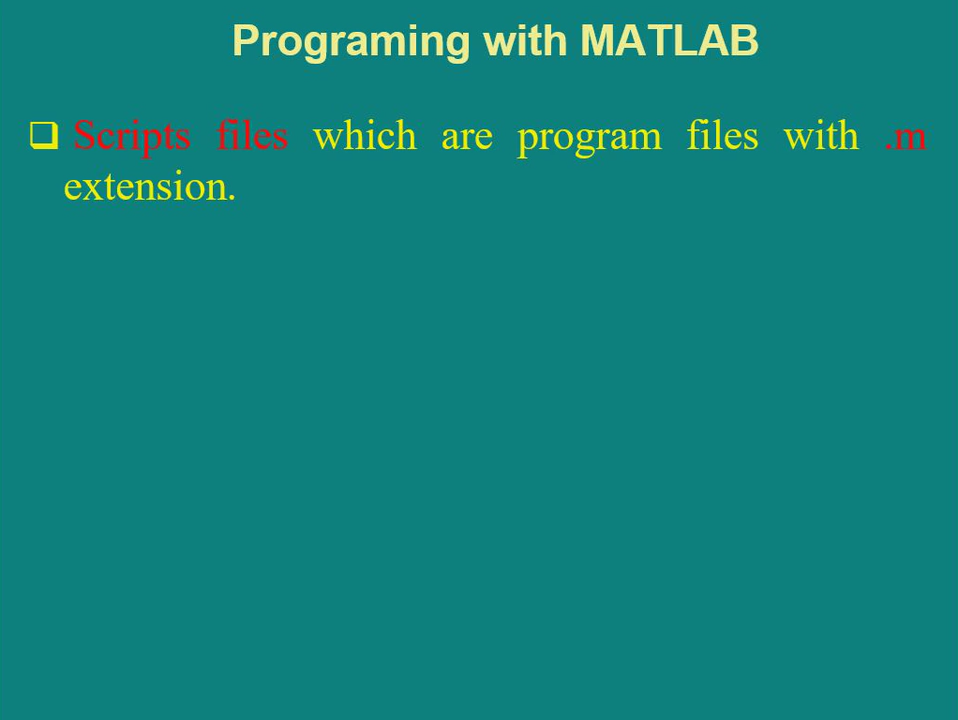 Programing with MATLAB
❑ Scripts files which are program files with .m
extension.